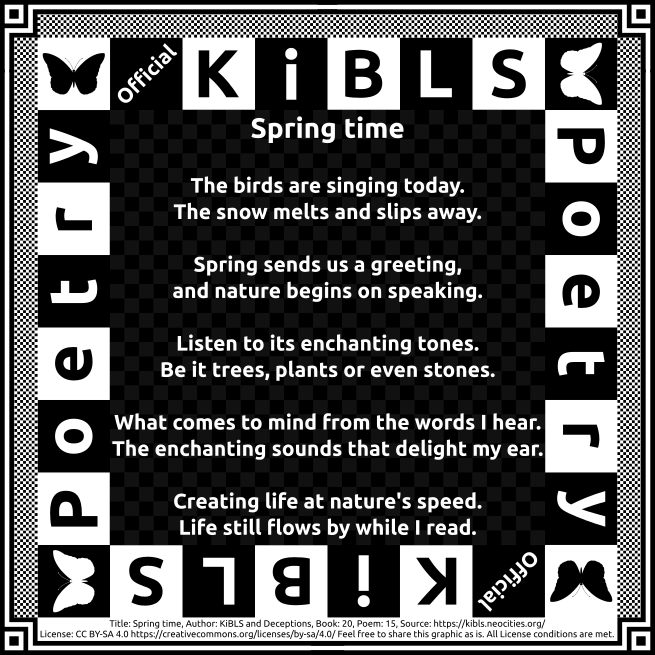 Official KiBLS
Poetry
Poetry
Spring time
The birds are singing today.
The snow melts and slips away.
Spring sends us a greeting,
and nature begins on speaking.
Listen to its enchanting tones.
Be it trees, plants or even stones.
What comes to mind from the words I hear.
The enchanting sounds that delight my ear.
Creating life at nature's speed.
Life still flows by while I read.
Official KiBLS
Title: Spring time, Author: KiBLS and Deceptions, Book: 20, Poem: 15, Source: https://kibls.neocities.org/
License: CC BY-SA 4.0 https://creativecommons.org/licenses/by-sa/4.0/ Feel free to share this graphic as is. All License conditions are met.